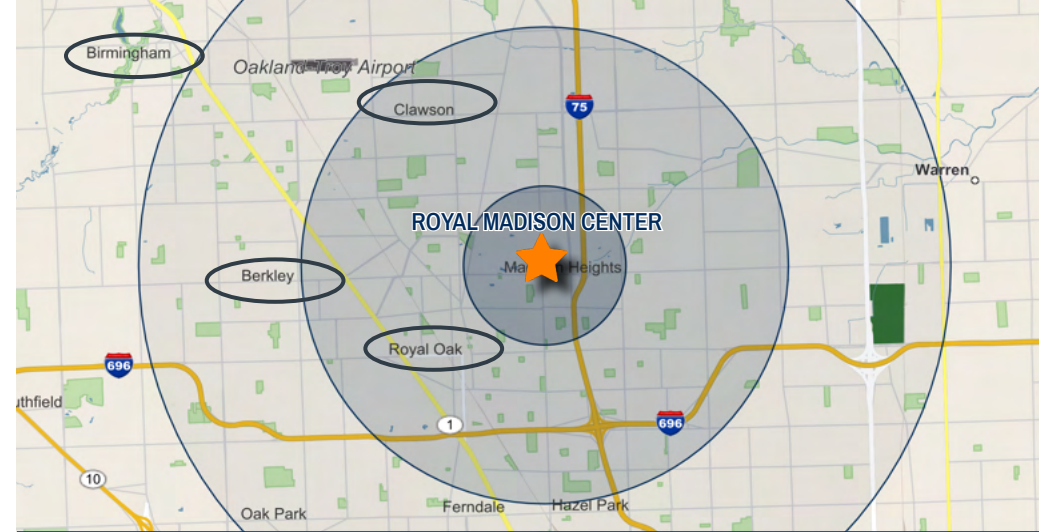 Birmingham
Oakland-Troy Airport
Clawson
75
Warren
ROYAL MADISON CENTER
Heights
Berkley
Royal Oak
696
uthfield
1
696
10
Oak Park
Ferndale
Hazel Park